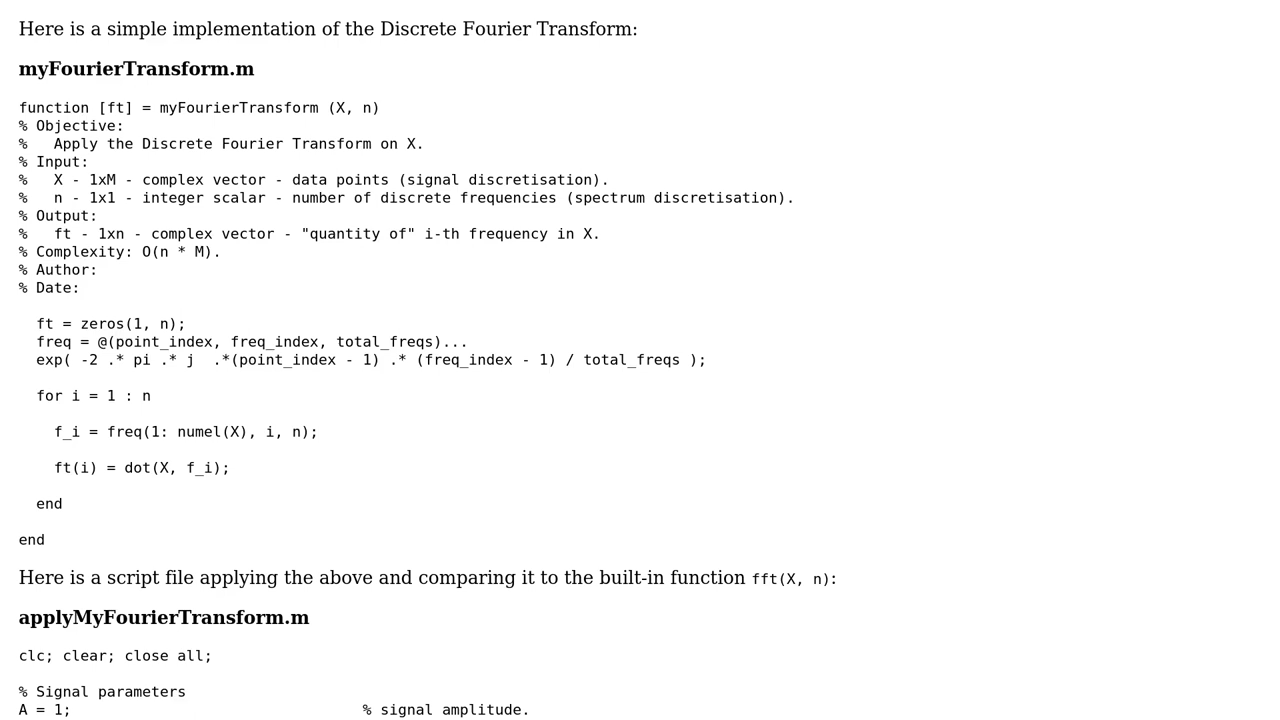 Here is a simple implementation of the Discrete Fourier Transform:
myFourierTransform.m
function [ft] = myFourierTransform (X, n)
% Objective:
%   Apply the Discrete Fourier Transform on X.
% Input:
%   X - 1xM - complex vector - data points (signal discretisation).
%   n - 1x1 - integer scalar - number of discrete frequencies (spectrum discretisation).
% Output:
%   ft - 1xn - complex vector - "quantity of" i-th frequency in X.
% Complexity: O(n * M).
% Author:
% Date:
  ft = zeros(1, n);
  freq = @(point_index, freq_index, total_freqs)...
  exp( -2 .* pi .* j  .*(point_index - 1) .* (freq_index - 1) / total_freqs );
  for i = 1 : n
    f_i = freq(1: numel(X), i, n);
    ft(i) = dot(X, f_i);
  end
end
Here is a script file applying the above and comparing it to the built-in function fft(X, n):
applyMyFourierTransform.m
clc; clear; close all;
% Signal parameters
A = 1;                                 % signal amplitude.